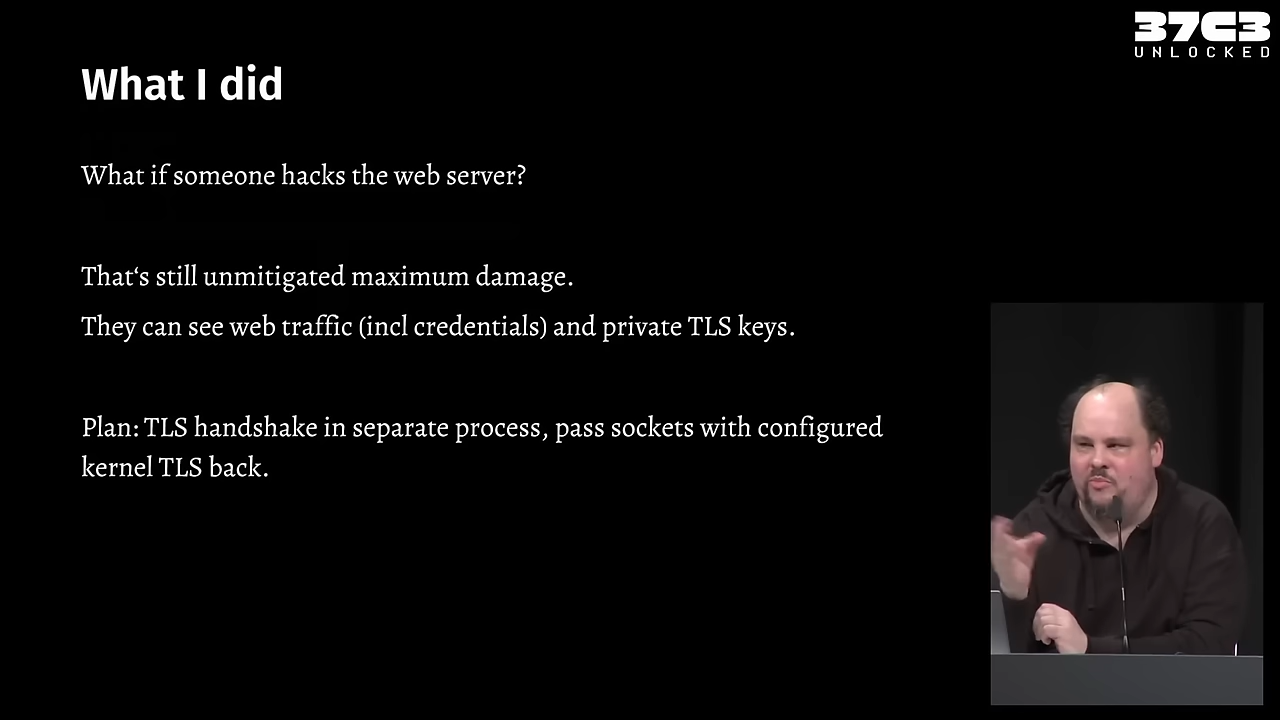 37C3
UNLOCKED
What I did
What if someone hacks the web server?
That‘s still unmitigated maximum damage.
They can see web traffic (incl credentials) and private TLS keys.
Plan: TLS handshake in separate process, pass sockets with configured
kernel TLS back.